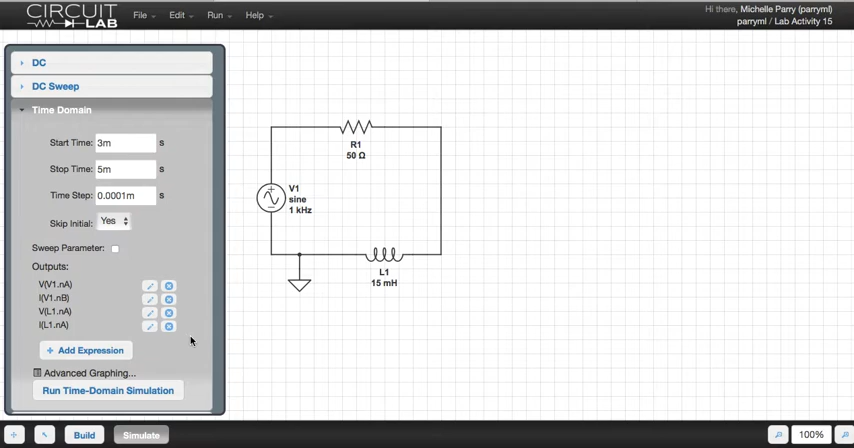 CIRCUIT
LAB
File Edit Run Help
Hi there, Michelle Parry (parryml)
parryml / Lab Activity 15
DC
DC Sweep
Time Domain
Start Time: 3m s
Stop Time: 5m s
Time Step: 0.0001m s
Skip Initial: Yes
Sweep Parameter:
Outputs:
V(V1.nA)
I(V1.nB)
V(L1.nA)
I(L1.nA)
+ Add Expression
Advanced Graphing...
Run Time-Domain Simulation
R1
50 Ω
V1
sine
1 kHz
L1
15 mH
Build Simulate 100%